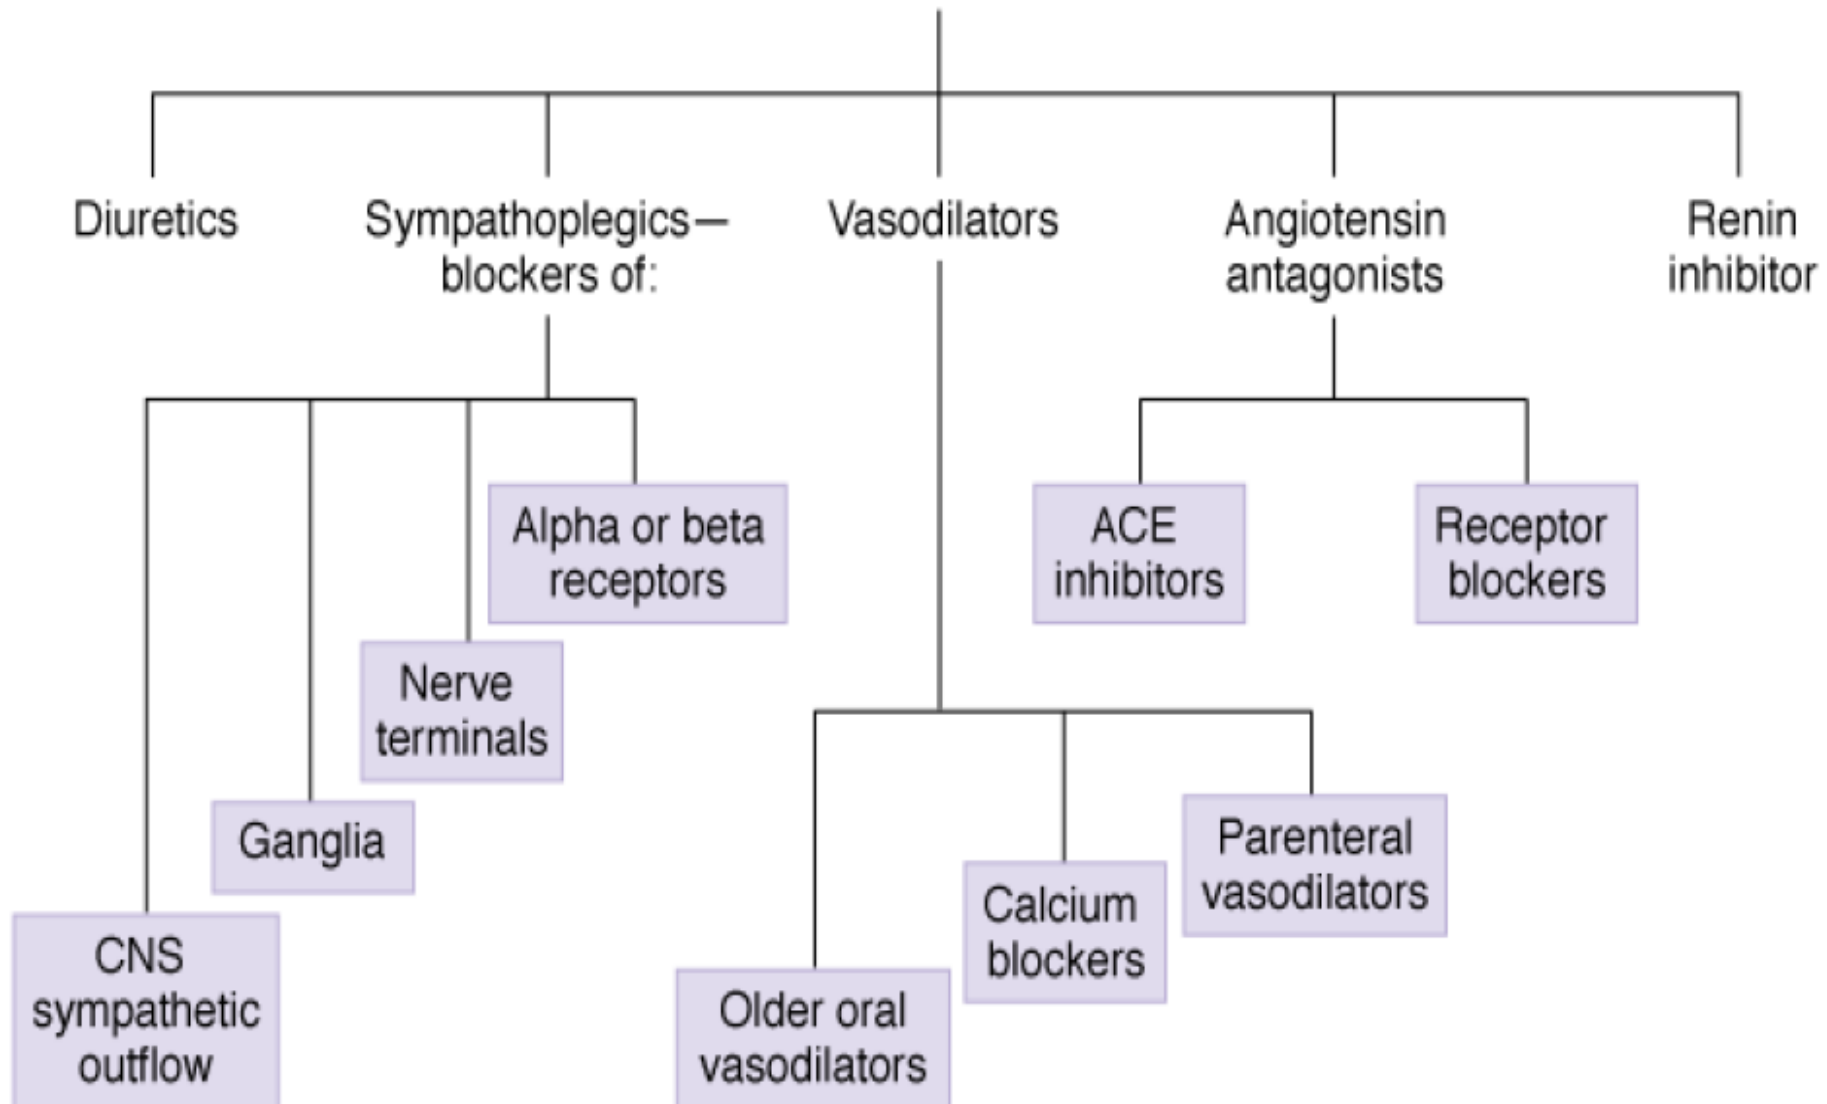 Diuretics
Sympathoplegics—
blockers of:
Vasodilators
Angiotensin
antagonists
Renin
inhibitor
Alpha or beta
receptors
ACE
inhibitors
Receptor
blockers
Nerve
terminals
Ganglia
Parenteral
vasodilators
Calcium
blockers
CNS
sympathetic
outflow
Older oral
vasodilators